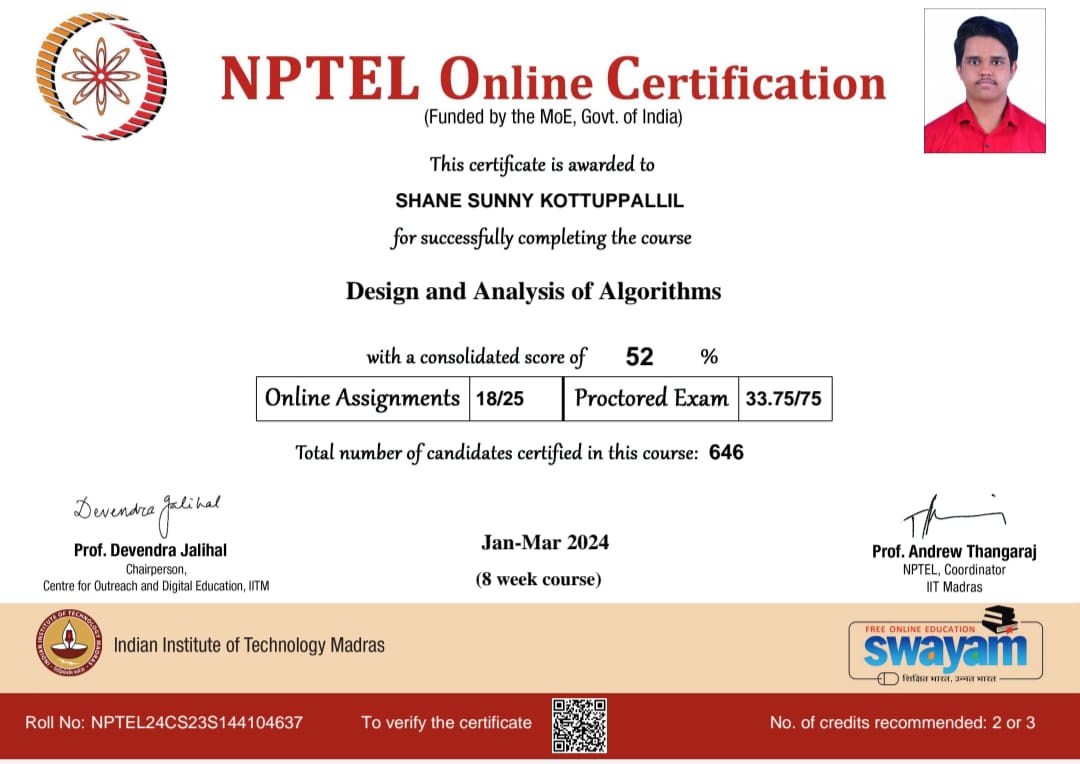 NPTEL Online Certification
(Funded by the MoE, Govt. of India)
This certificate is awarded to
SHANE SUNNY KOTTUPPALLIL
for successfully completing the course
Design and Analysis of Algorithms
with a consolidated score of 52 %
Online Assignments 18/25 Proctored Exam 33.75/75
Total number of candidates certified in this course: 646
Devendra Jalihal
Prof. Devendra Jalihal
Chairperson,
Centre for Outreach and Digital Education, IITM
Jan-Mar 2024
(8 week course)
Prof. Andrew Thangaraj
NPTEL, Coordinator
IIT Madras
INDIAN INSTITUTE OF TECHNOLOGY MADRAS
Indian Institute of Technology Madras
FREE ONLINE EDUCATION
swayam
शिक्षित भारत, उन्नत भारत
Roll No: NPTEL24CS23S144104637
To verify the certificate
No. of credits recommended: 2 or 3